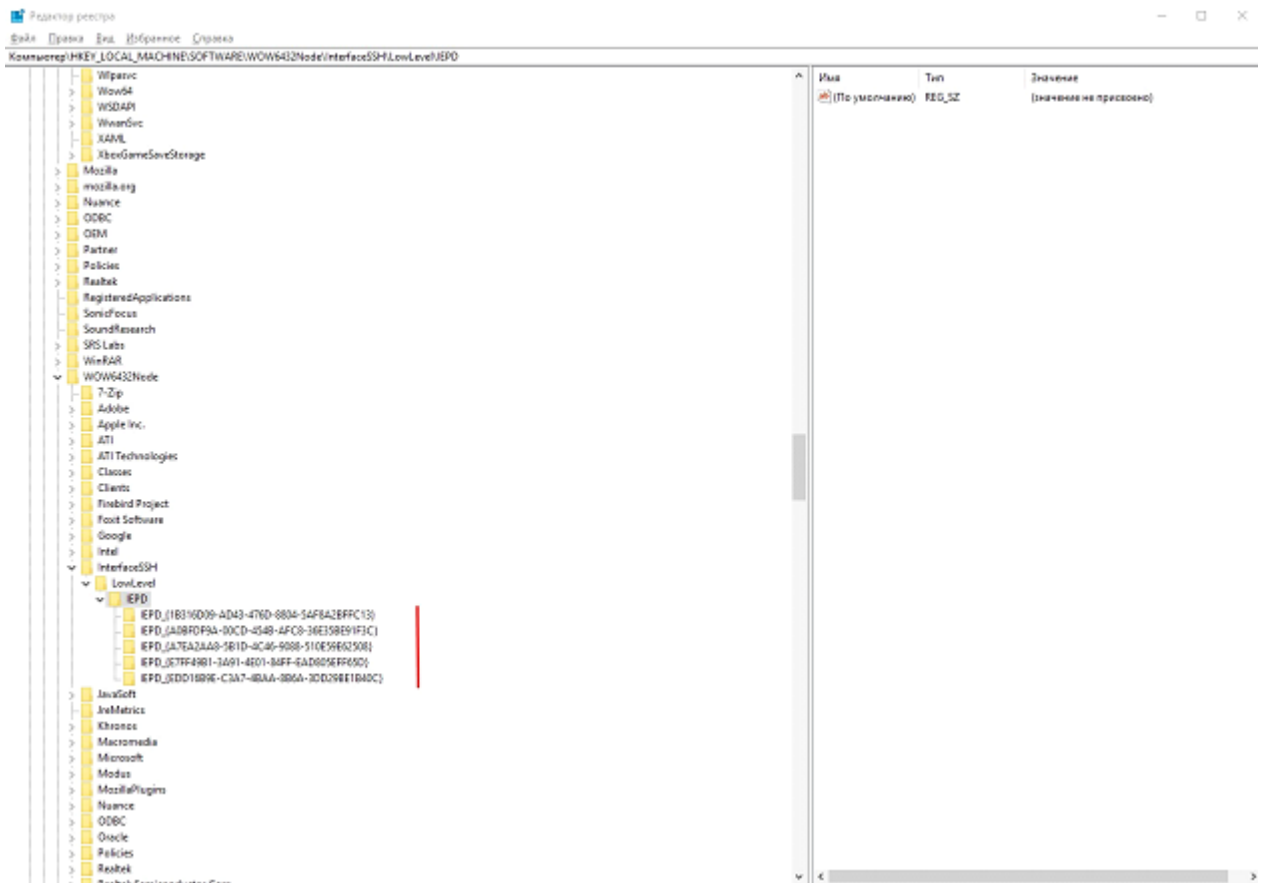 Редактор реестра
Файл Правка Вид Избранное Справка
Компьютер\HKEY_LOCAL_MACHINE\SOFTWARE\WOW6432Node\InterfaceSSH\LowLevel\IEPD
Имя Тип Значение
(По умолчанию) REG_SZ (значение не присвоено)
Wlpasvc
Wow64
WSDAPI
WwanSvc
XAML
XboxGameSaveStorage
Mozilla
mozilla.org
Nuance
ODBC
OEM
Partner
Policies
Realtek
RegisteredApplications
SonicFocus
SoundResearch
SRS Labs
WinRAR
WOW6432Node
7-Zip
Adobe
Apple Inc.
ATI
ATI Technologies
Classes
Clients
Firebird Project
Foxit Software
Google
Intel
InterfaceSSH
LowLevel
IEPD
JavaSoft
JreMetrics
Khronos
Macromedia
Microsoft
Modus
MozillaPlugins
Nuance
ODBC
Oracle
Policies
Realtek